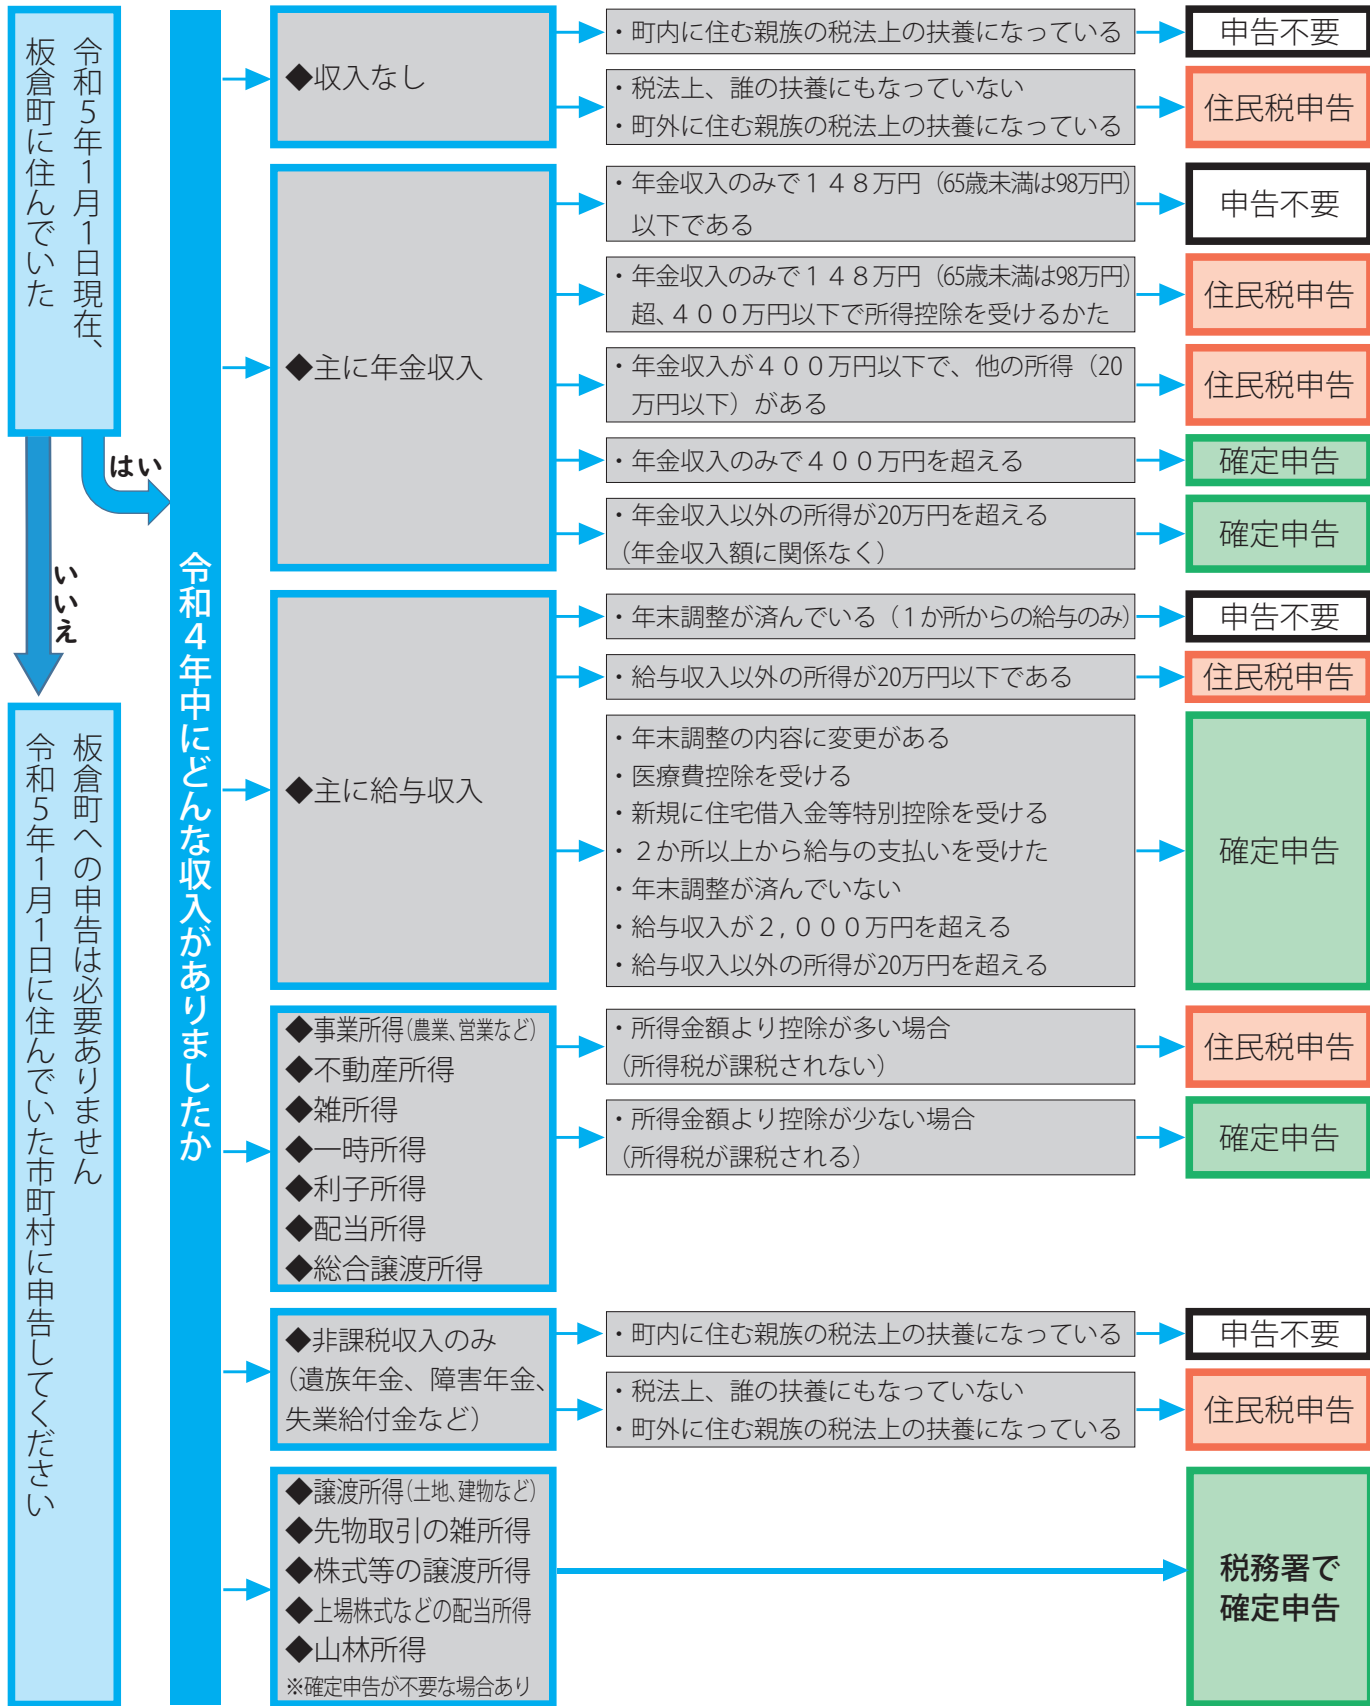 令和５年１月１日現在、
板倉町に住んでいた
はい
いいえ
板倉町への申告は必要ありません
令和５年１月１日に住んでいた市町村に申告してください
令和４年中にどんな収入がありましたか
◆収入なし
・町内に住む親族の税法上の扶養になっている
申告不要
・税法上、誰の扶養にもなっていない
・町外に住む親族の税法上の扶養になっている
住民税申告
◆主に年金収入
・年金収入のみで１４８万円（65歳未満は98万円）
以下である
申告不要
・年金収入のみで１４８万円（65歳未満は98万円）
超、４００万円以下で所得控除を受けるかた
住民税申告
・年金収入が４００万円以下で、他の所得（20
万円以下）がある
住民税申告
・年金収入のみで４００万円を超える
確定申告
・年金収入以外の所得が20万円を超える
（年金収入額に関係なく）
確定申告
◆主に給与収入
・年末調整が済んでいる（１か所からの給与のみ）
申告不要
・給与収入以外の所得が20万円以下である
住民税申告
・年末調整の内容に変更がある
・医療費控除を受ける
・新規に住宅借入金等特別控除を受ける
・２か所以上から給与の支払いを受けた
・年末調整が済んでいない
・給与収入が２,０００万円を超える
・給与収入以外の所得が20万円を超える
確定申告
◆事業所得（農業、営業など）
◆不動産所得
◆雑所得
◆一時所得
◆利子所得
◆配当所得
◆総合譲渡所得
・所得金額より控除が多い場合
（所得税が課税されない）
住民税申告
・所得金額より控除が少ない場合
（所得税が課税される）
確定申告
◆非課税収入のみ
（遺族年金、障害年金、
失業給付金など）
・町内に住む親族の税法上の扶養になっている
申告不要
・税法上、誰の扶養にもなっていない
・町外に住む親族の税法上の扶養になっている
住民税申告
◆譲渡所得（土地、建物など）
◆先物取引の雑所得
◆株式等の譲渡所得
◆上場株式などの配当所得
◆山林所得
※確定申告が不要な場合あり
税務署で
確定申告